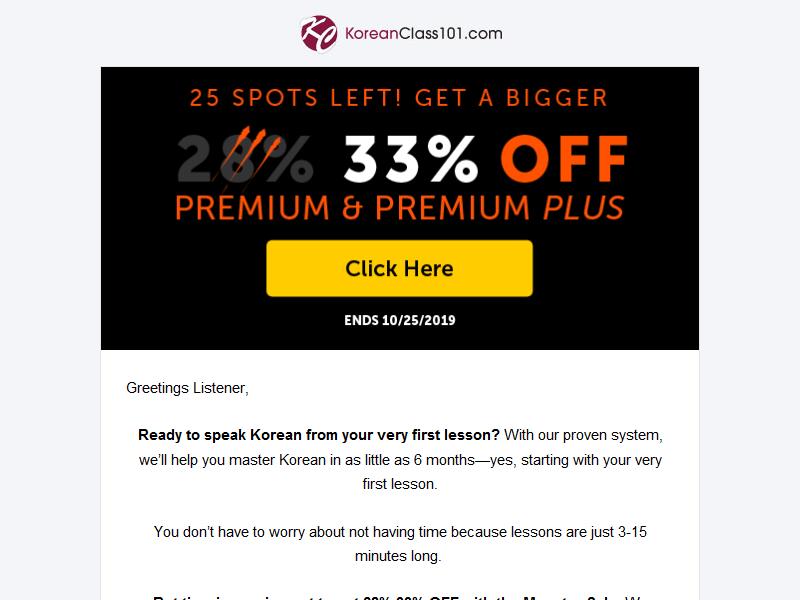 KoreanClass101.com
25 SPOTS LEFT! GET A BIGGER
28% 33% OFF
PREMIUM & PREMIUM PLUS
Click Here
ENDS 10/25/2019
Greetings Listener,
Ready to speak Korean from your very first lesson? With our proven system,
we'll help you master Korean in as little as 6 months—yes, starting with your very
first lesson.
You don't have to worry about not having time because lessons are just 3-15
minutes long.